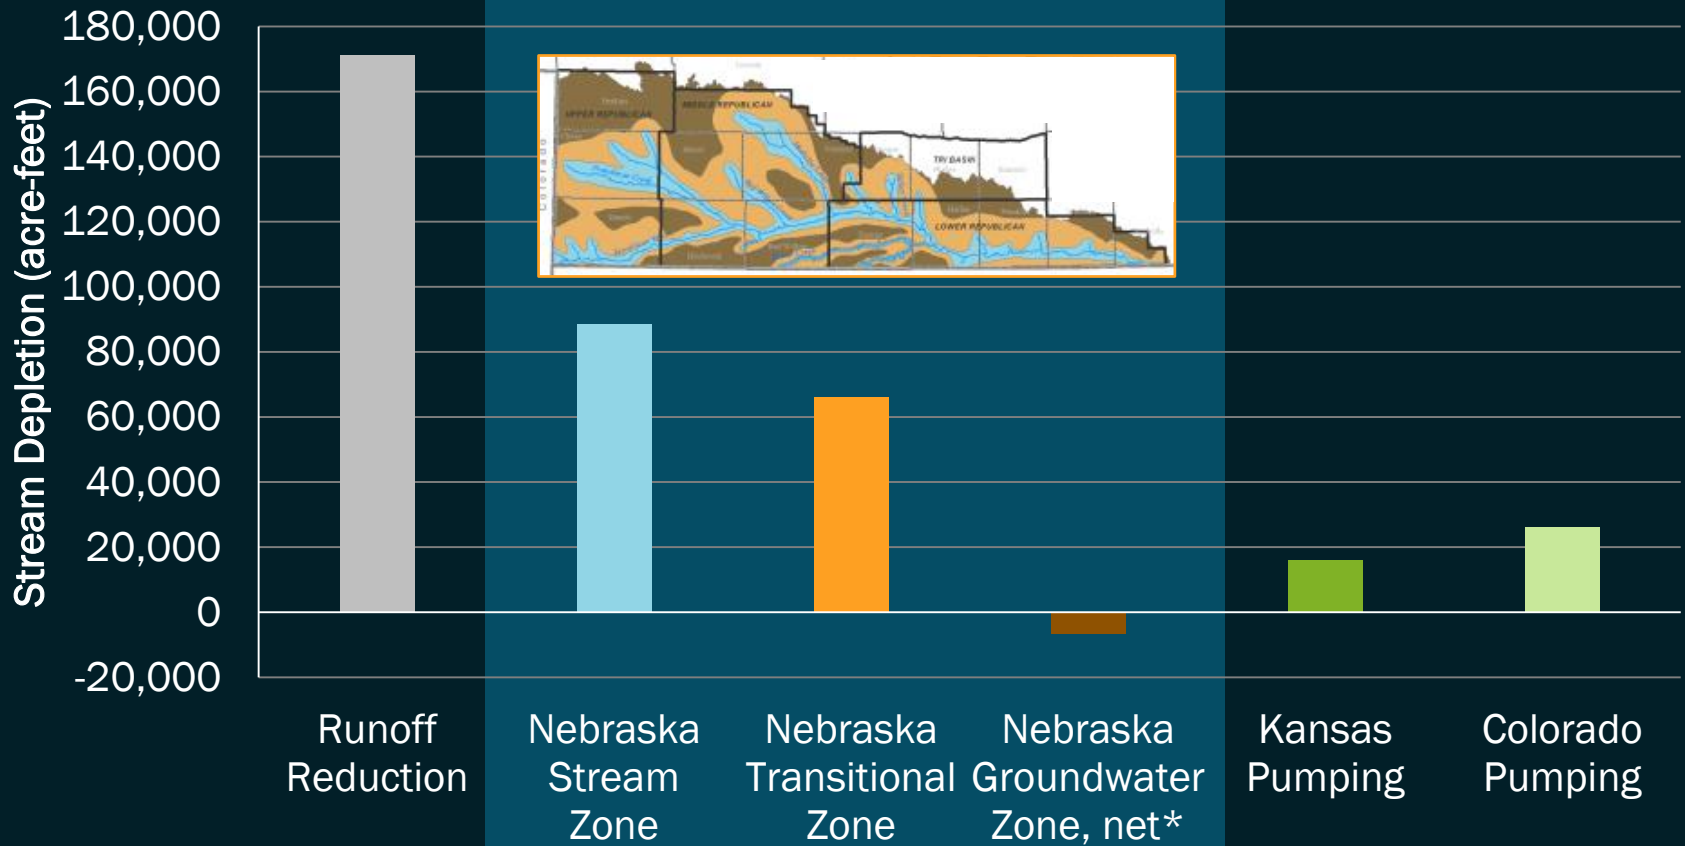 Stream Depletion (acre-feet)
180,000
160,000
140,000
120,000
100,000
80,000
60,000
40,000
20,000
0
-20,000
UPPER REPUBLICAN
MIDDLE REPUBLICAN
TRI BASIN
LOWER REPUBLICAN
Colorado
Runoff
Reduction
Nebraska
Stream
Zone
Nebraska
Transitional
Zone
Nebraska
Groundwater
Zone, net*
Kansas
Pumping
Colorado
Pumping